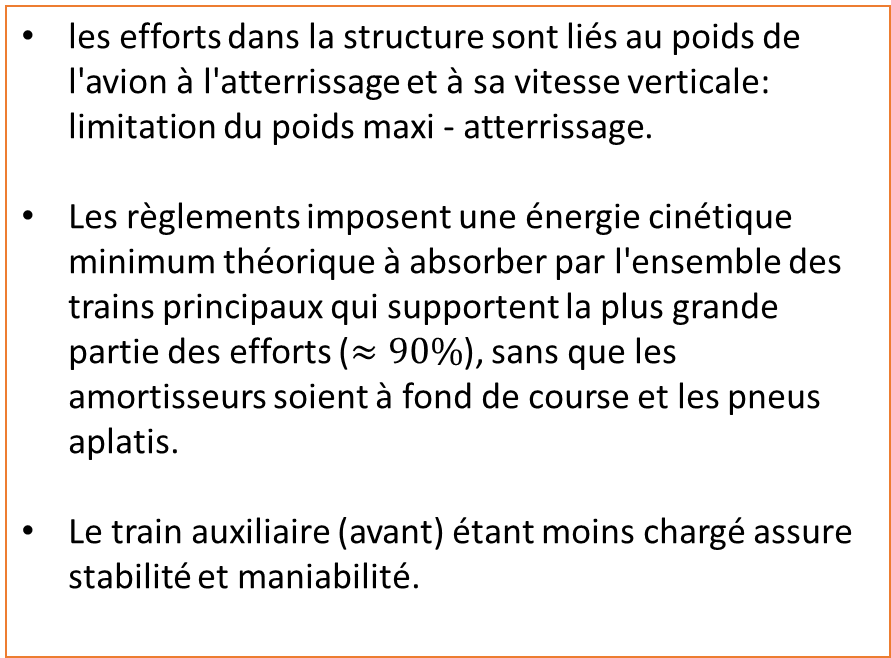 • les efforts dans la structure sont liés au poids de
l'avion à l'atterrissage et à sa vitesse verticale:
limitation du poids maxi - atterrissage.
• Les règlements imposent une énergie cinétique
minimum théorique à absorber par l'ensemble des
trains principaux qui supportent la plus grande
partie des efforts (≈ 90%), sans que les
amortisseurs soient à fond de course et les pneus
aplatis.
• Le train auxiliaire (avant) étant moins chargé assure
stabilité et maniabilité.